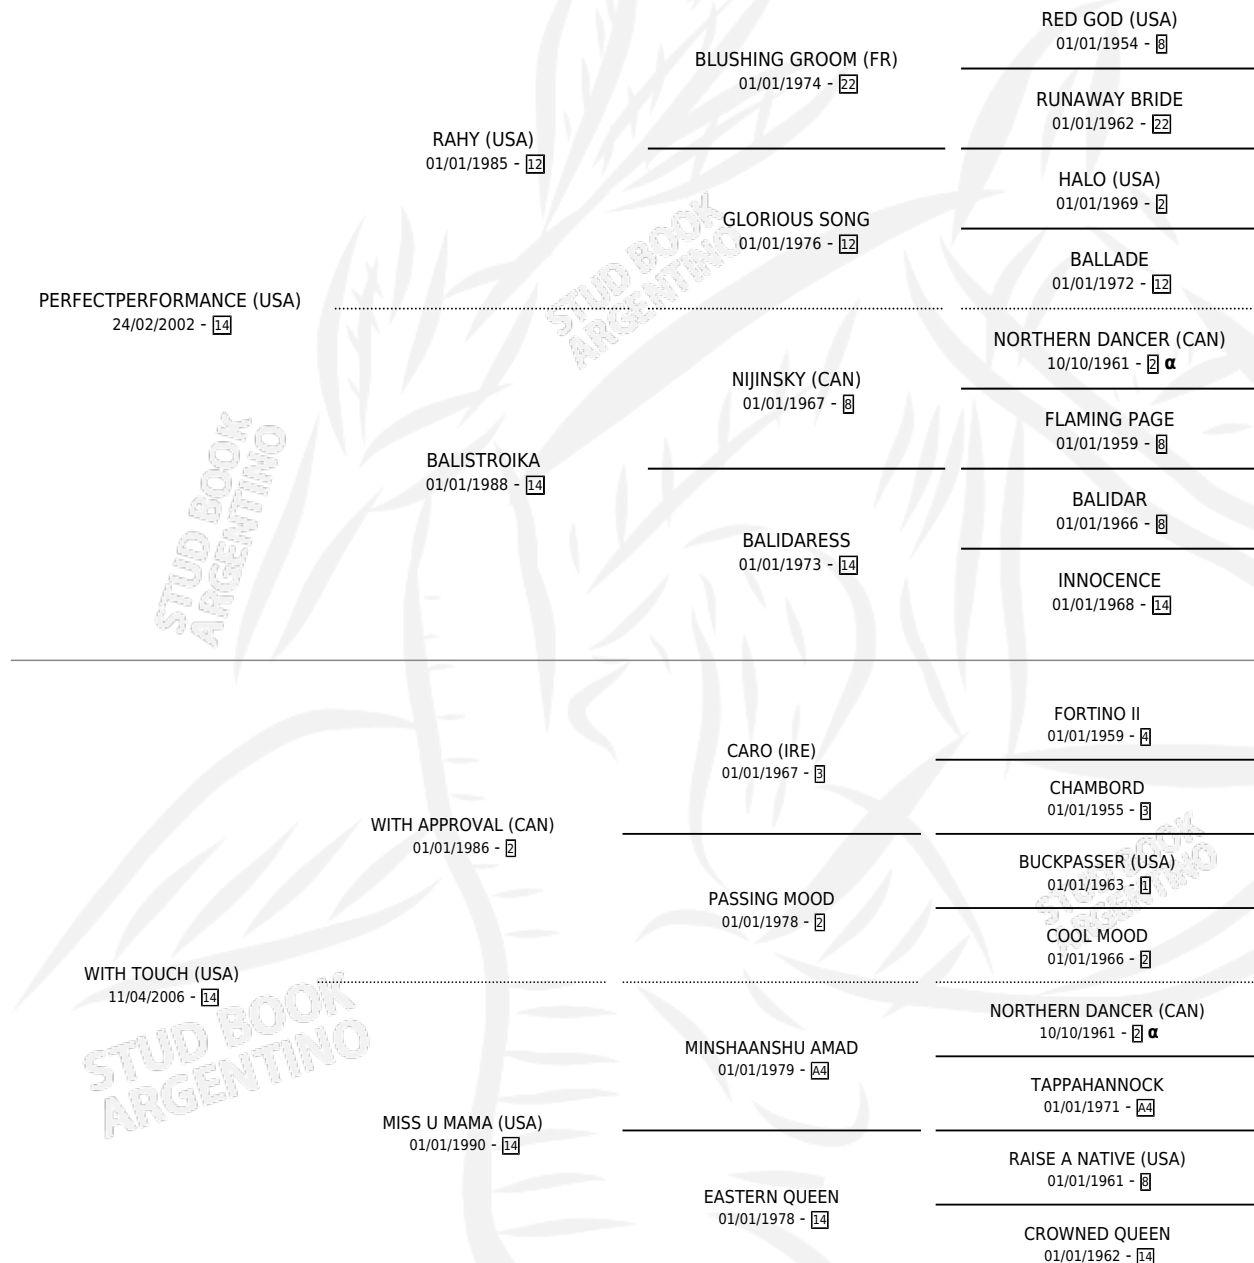 RED GOD (USA)
01/01/1954 - 8
BLUSHING GROOM (FR)
01/01/1974 - 22
RUNAWAY BRIDE
01/01/1962 - 22
RAHY (USA)
01/01/1985 - 12
HALO (USA)
01/01/1969 - 2
GLORIOUS SONG
01/01/1976 - 12
BALLADE
01/01/1972 - 12
PERFECTPERFORMANCE (USA)
24/02/2002 - 14
NORTHERN DANCER (CAN)
10/10/1961 - 2 α
NIJINSKY (CAN)
01/01/1967 - 8
FLAMING PAGE
01/01/1959 - 8
BALISTROIKA
01/01/1988 - 14
BALIDAR
01/01/1966 - 8
BALIDARESS
01/01/1973 - 14
INNOCENCE
01/01/1968 - 14
FORTINO II
01/01/1959 - 4
CARO (IRE)
01/01/1967 - 3
CHAMBORD
01/01/1955 - 3
WITH APPROVAL (CAN)
01/01/1986 - 2
BUCKPASSER (USA)
01/01/1963 - 1
PASSING MOOD
01/01/1978 - 2
COOL MOOD
01/01/1966 - 2
WITH TOUCH (USA)
11/04/2006 - 14
NORTHERN DANCER (CAN)
10/10/1961 - 2 α
MINSHAANSHU AMAD
01/01/1979 - A4
TAPPAHANNOCK
01/01/1971 - A4
MISS U MAMA (USA)
01/01/1990 - 14
RAISE A NATIVE (USA)
01/01/1961 - 8
EASTERN QUEEN
01/01/1978 - 14
CROWNED QUEEN
01/01/1962 - 14
STUD BOOK
ARGENTINO
STUD BOOK
ARGENTINO
STUD BOOK
ARGENTINO
STUD BOOK
ARGENTINO